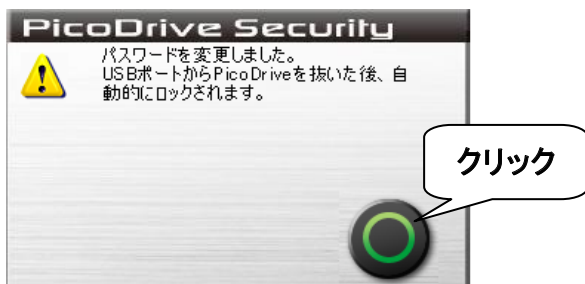 PicoDrive Security
パスワードを変更しました。
USBポートからPicoDriveを抜いた後、自
動的にロックされます。
クリック